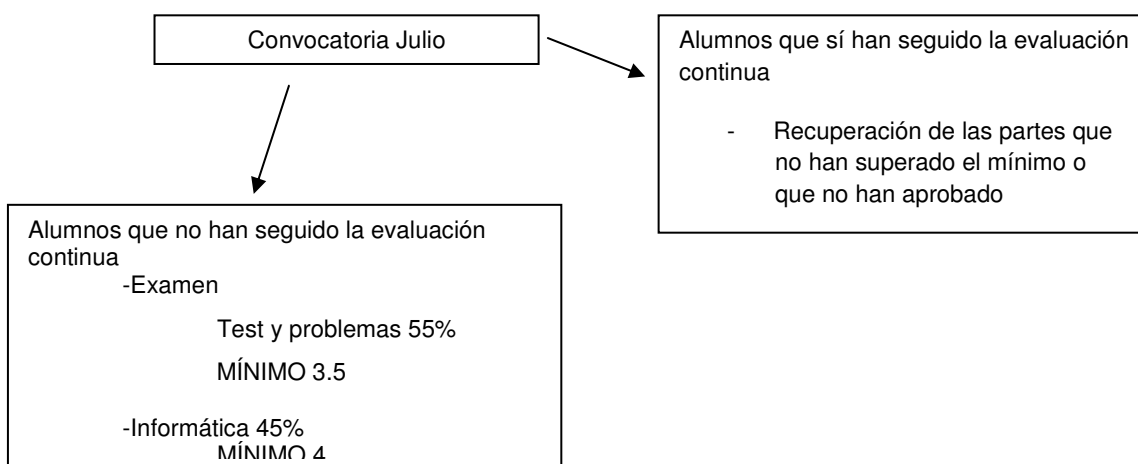 Convocatoria Julio
Alumnos que sí han seguido la evaluación
continua
- Recuperación de las partes que
no han superado el mínimo o
que no han aprobado
Alumnos que no han seguido la evaluación
continua
-Examen
Test y problemas 55%
MÍNIMO 3.5
-Informática 45%
MÍNIMO 4